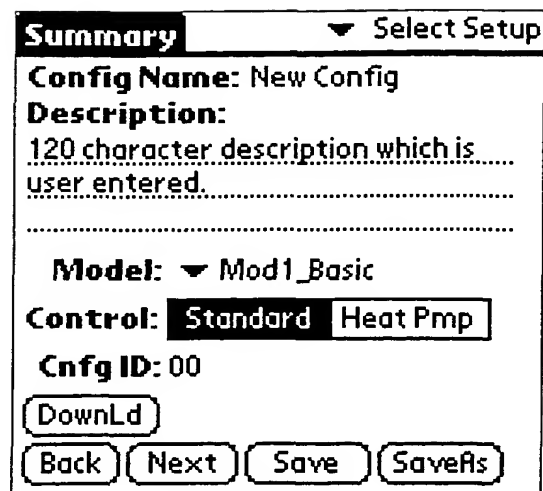 Summary Select Setup
Config Name: New Config
Description:
120 character description which is
user entered.
Model: Mod1_Basic
Control: Standard Heat Pmp
Cnfg ID: 00
DownLd
Back Next Save SaveAs